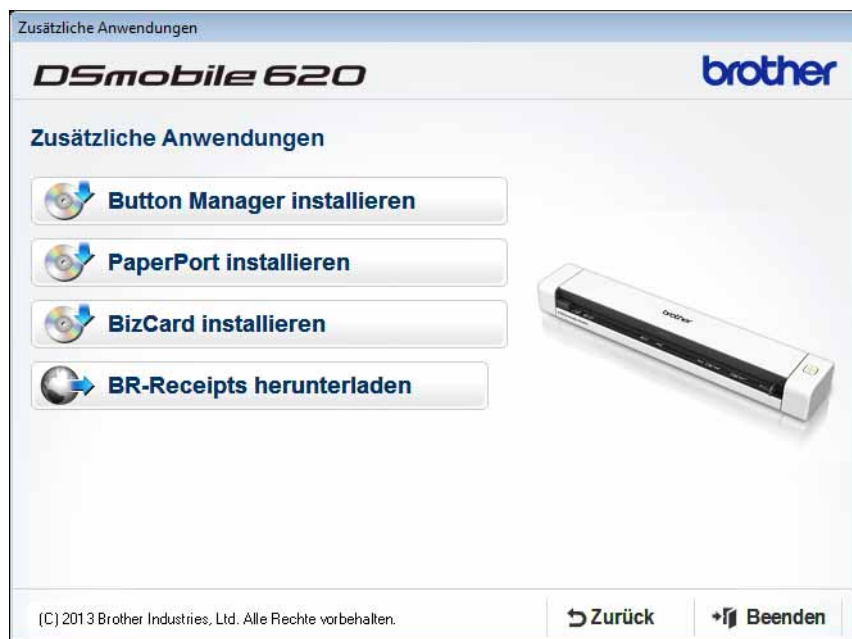 Zusätzliche Anwendungen
DSmobile 620
brother
Zusätzliche Anwendungen
Button Manager installieren
PaperPort installieren
BizCard installieren
BR-Receipts herunterladen
brother
(C) 2013 Brother Industries, Ltd. Alle Rechte vorbehalten.
Zurück
Beenden